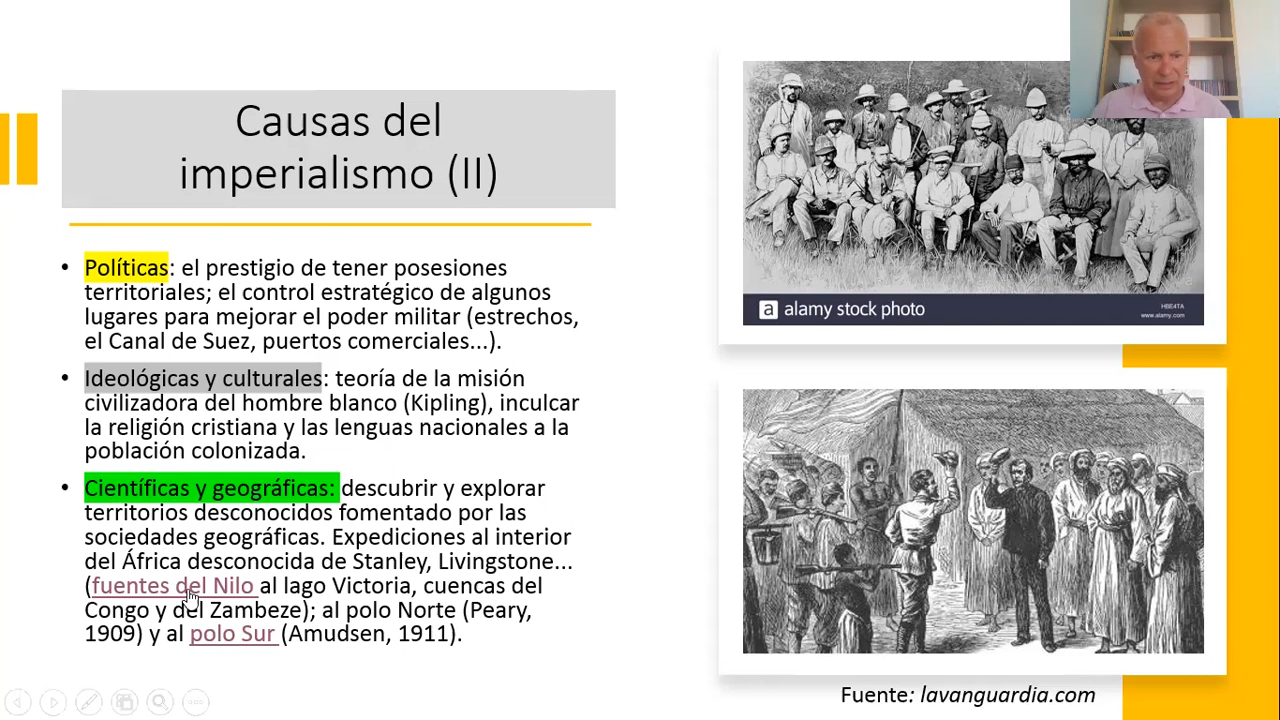 Causas del
imperialismo (II)
• Políticas: el prestigio de tener posesiones
territoriales; el control estratégico de algunos
lugares para mejorar el poder militar (estrechos,
el Canal de Suez, puertos comerciales...).
• Ideológicas y culturales: teoría de la misión
civilizadora del hombre blanco (Kipling), inculcar
la religión cristiana y las lenguas nacionales a la
población colonizada.
• Científicas y geográficas: descubrir y explorar
territorios desconocidos fomentado por las
sociedades geográficas. Expediciones al interior
del África desconocida de Stanley, Livingstone...
(fuentes del Nilo al lago Victoria, cuencas del
Congo y del Zambeze); al polo Norte (Peary,
1909) y al polo Sur (Amudsen, 1911).
a alamy stock photo
H8E4TA
www.alamy.com
Fuente: lavanguardia.com